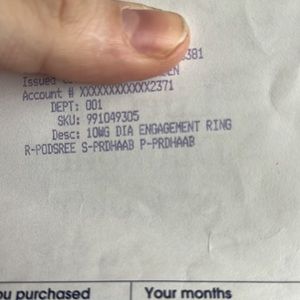 381
Issued
EN
Account # XXXXXXXXXXXX2371
DEPT: 001
SKU: 991049305
Desc: 10WG DIA ENGAGEMENT RING
R-PODSREE S-PRDHAAB P-PRDHAAB
ou purchased
Your months